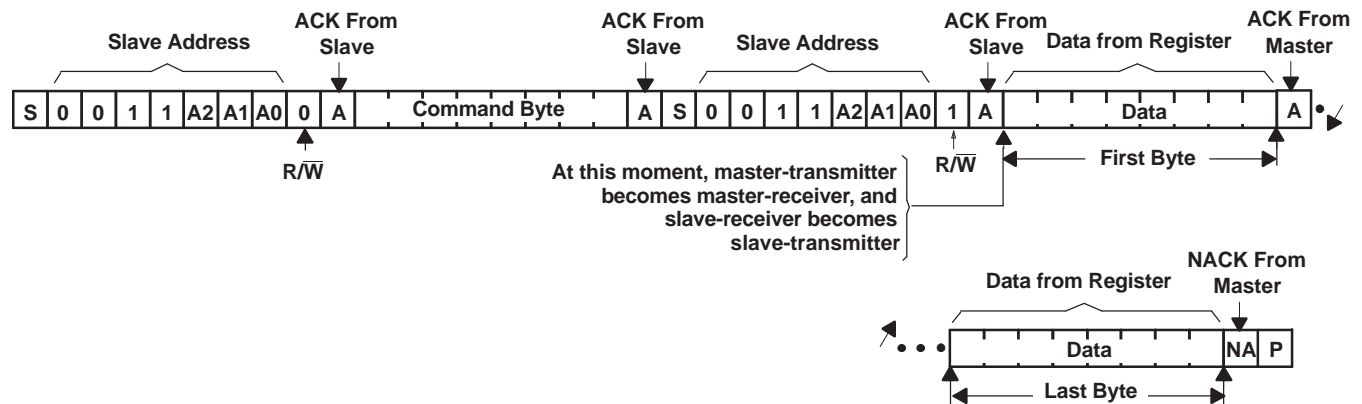 Slave Address
ACK From
Slave
ACK From
Slave
Slave Address
ACK From
Slave
Data from Register
ACK From
Master
S 0 0 1 1 A2 A1 A0 0 A Command Byte A S 0 0 1 1 A2 A1 A0 1 A Data A
R/W̅
R/W̅
First Byte
At this moment, master-transmitter
becomes master-receiver, and
slave-receiver becomes
slave-transmitter
Data from Register
NACK From
Master
Data NA P
Last Byte